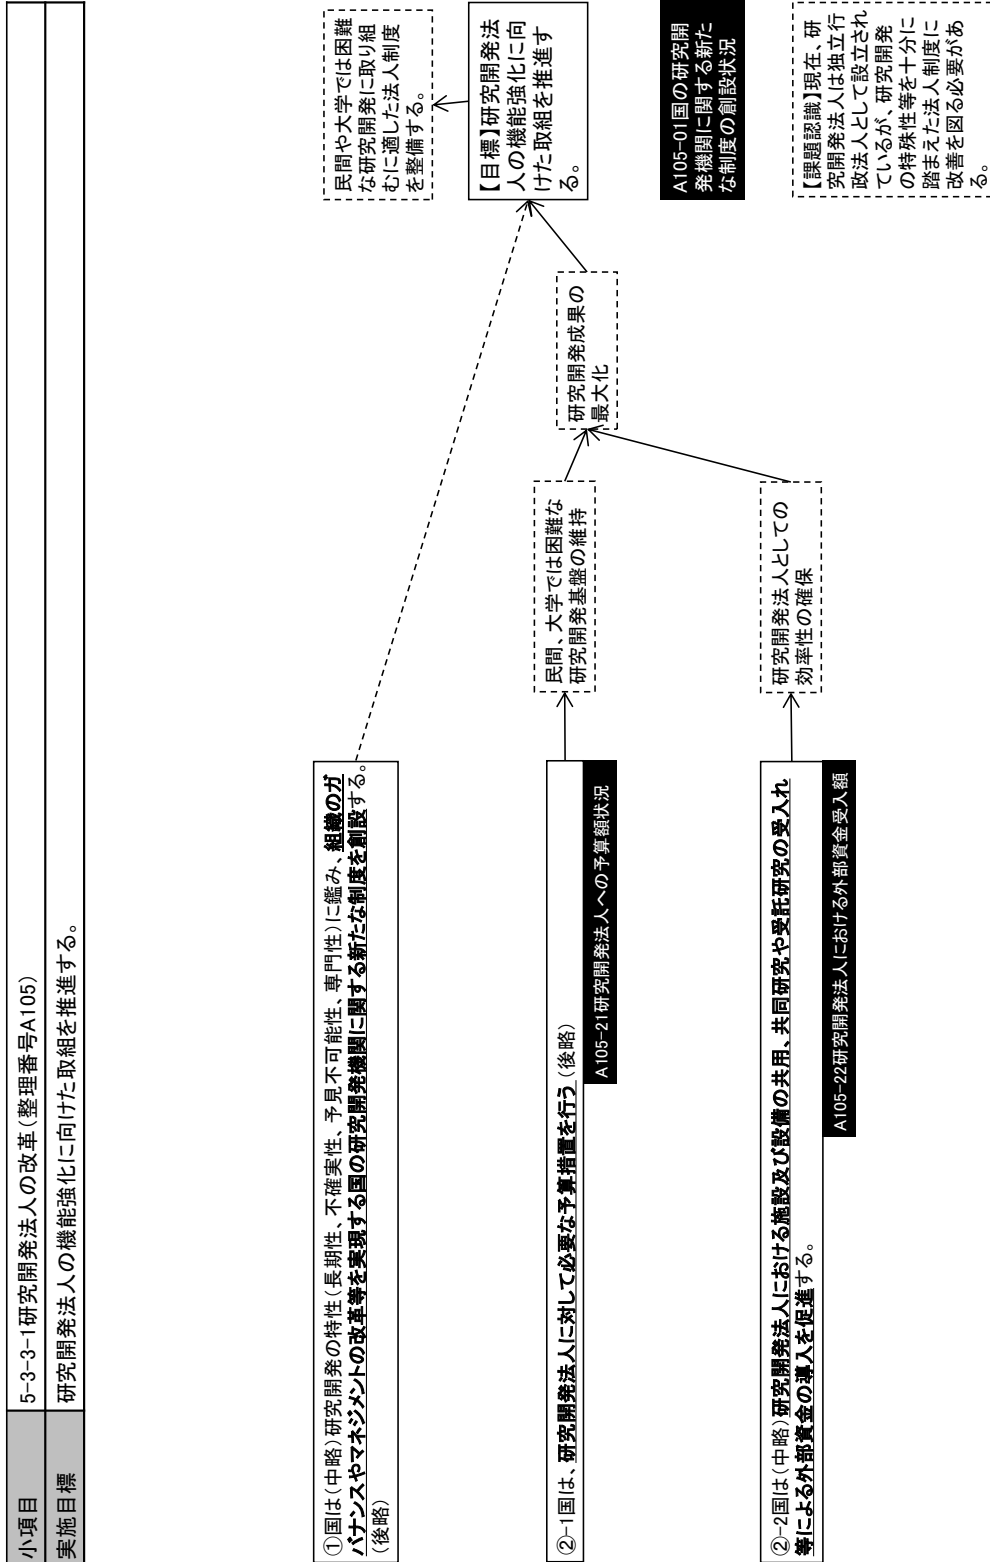 小項目
5-3-3-1研究開発法人の改革(整理番号A105)
実施目標
研究開発法人の機能強化に向けた取組を推進する。
①国は(中略)研究開発の特性(長期性、不確実性、予見不可能性、専門性)に鑑み、組織のガ
バナンスやマネジメントの改革等を実現する国の研究開発機関に関する新たな制度を創設する。
(後略)
②-1国は、研究開発法人に対して必要な予算措置を行う(後略)
A105-21研究開発法人への予算額状況
②-2国は(中略)研究開発法人における施設及び設備の共用、共同研究や受託研究の受入れ
等による外部資金の導入を促進する。
A105-22研究開発法人における外部資金受入額
民間、大学では困難な
研究開発基盤の維持
研究開発法人としての
効率性の確保
研究開発成果の
最大化
民間や大学では困難
な研究開発に取り組
むに適した法人制度
を整備する。
【目標】研究開発法
人の機能強化に向
けた取組を推進す
る。
A105-01国の研究開
発機関に関する新た
な制度の創設状況
【課題認識】現在、研
究開発法人は独立行
政法人として設立され
ているが、研究開発
の特殊性等を十分に
踏まえた法人制度に
改善を図る必要があ
る。